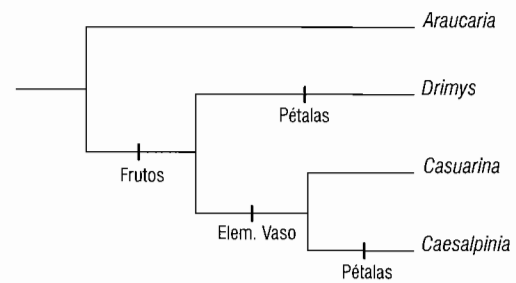 Araucaria
Drimys
Pétalas
Frutos
Casuarina
Elem. Vaso
Caesalpinia
Pétalas